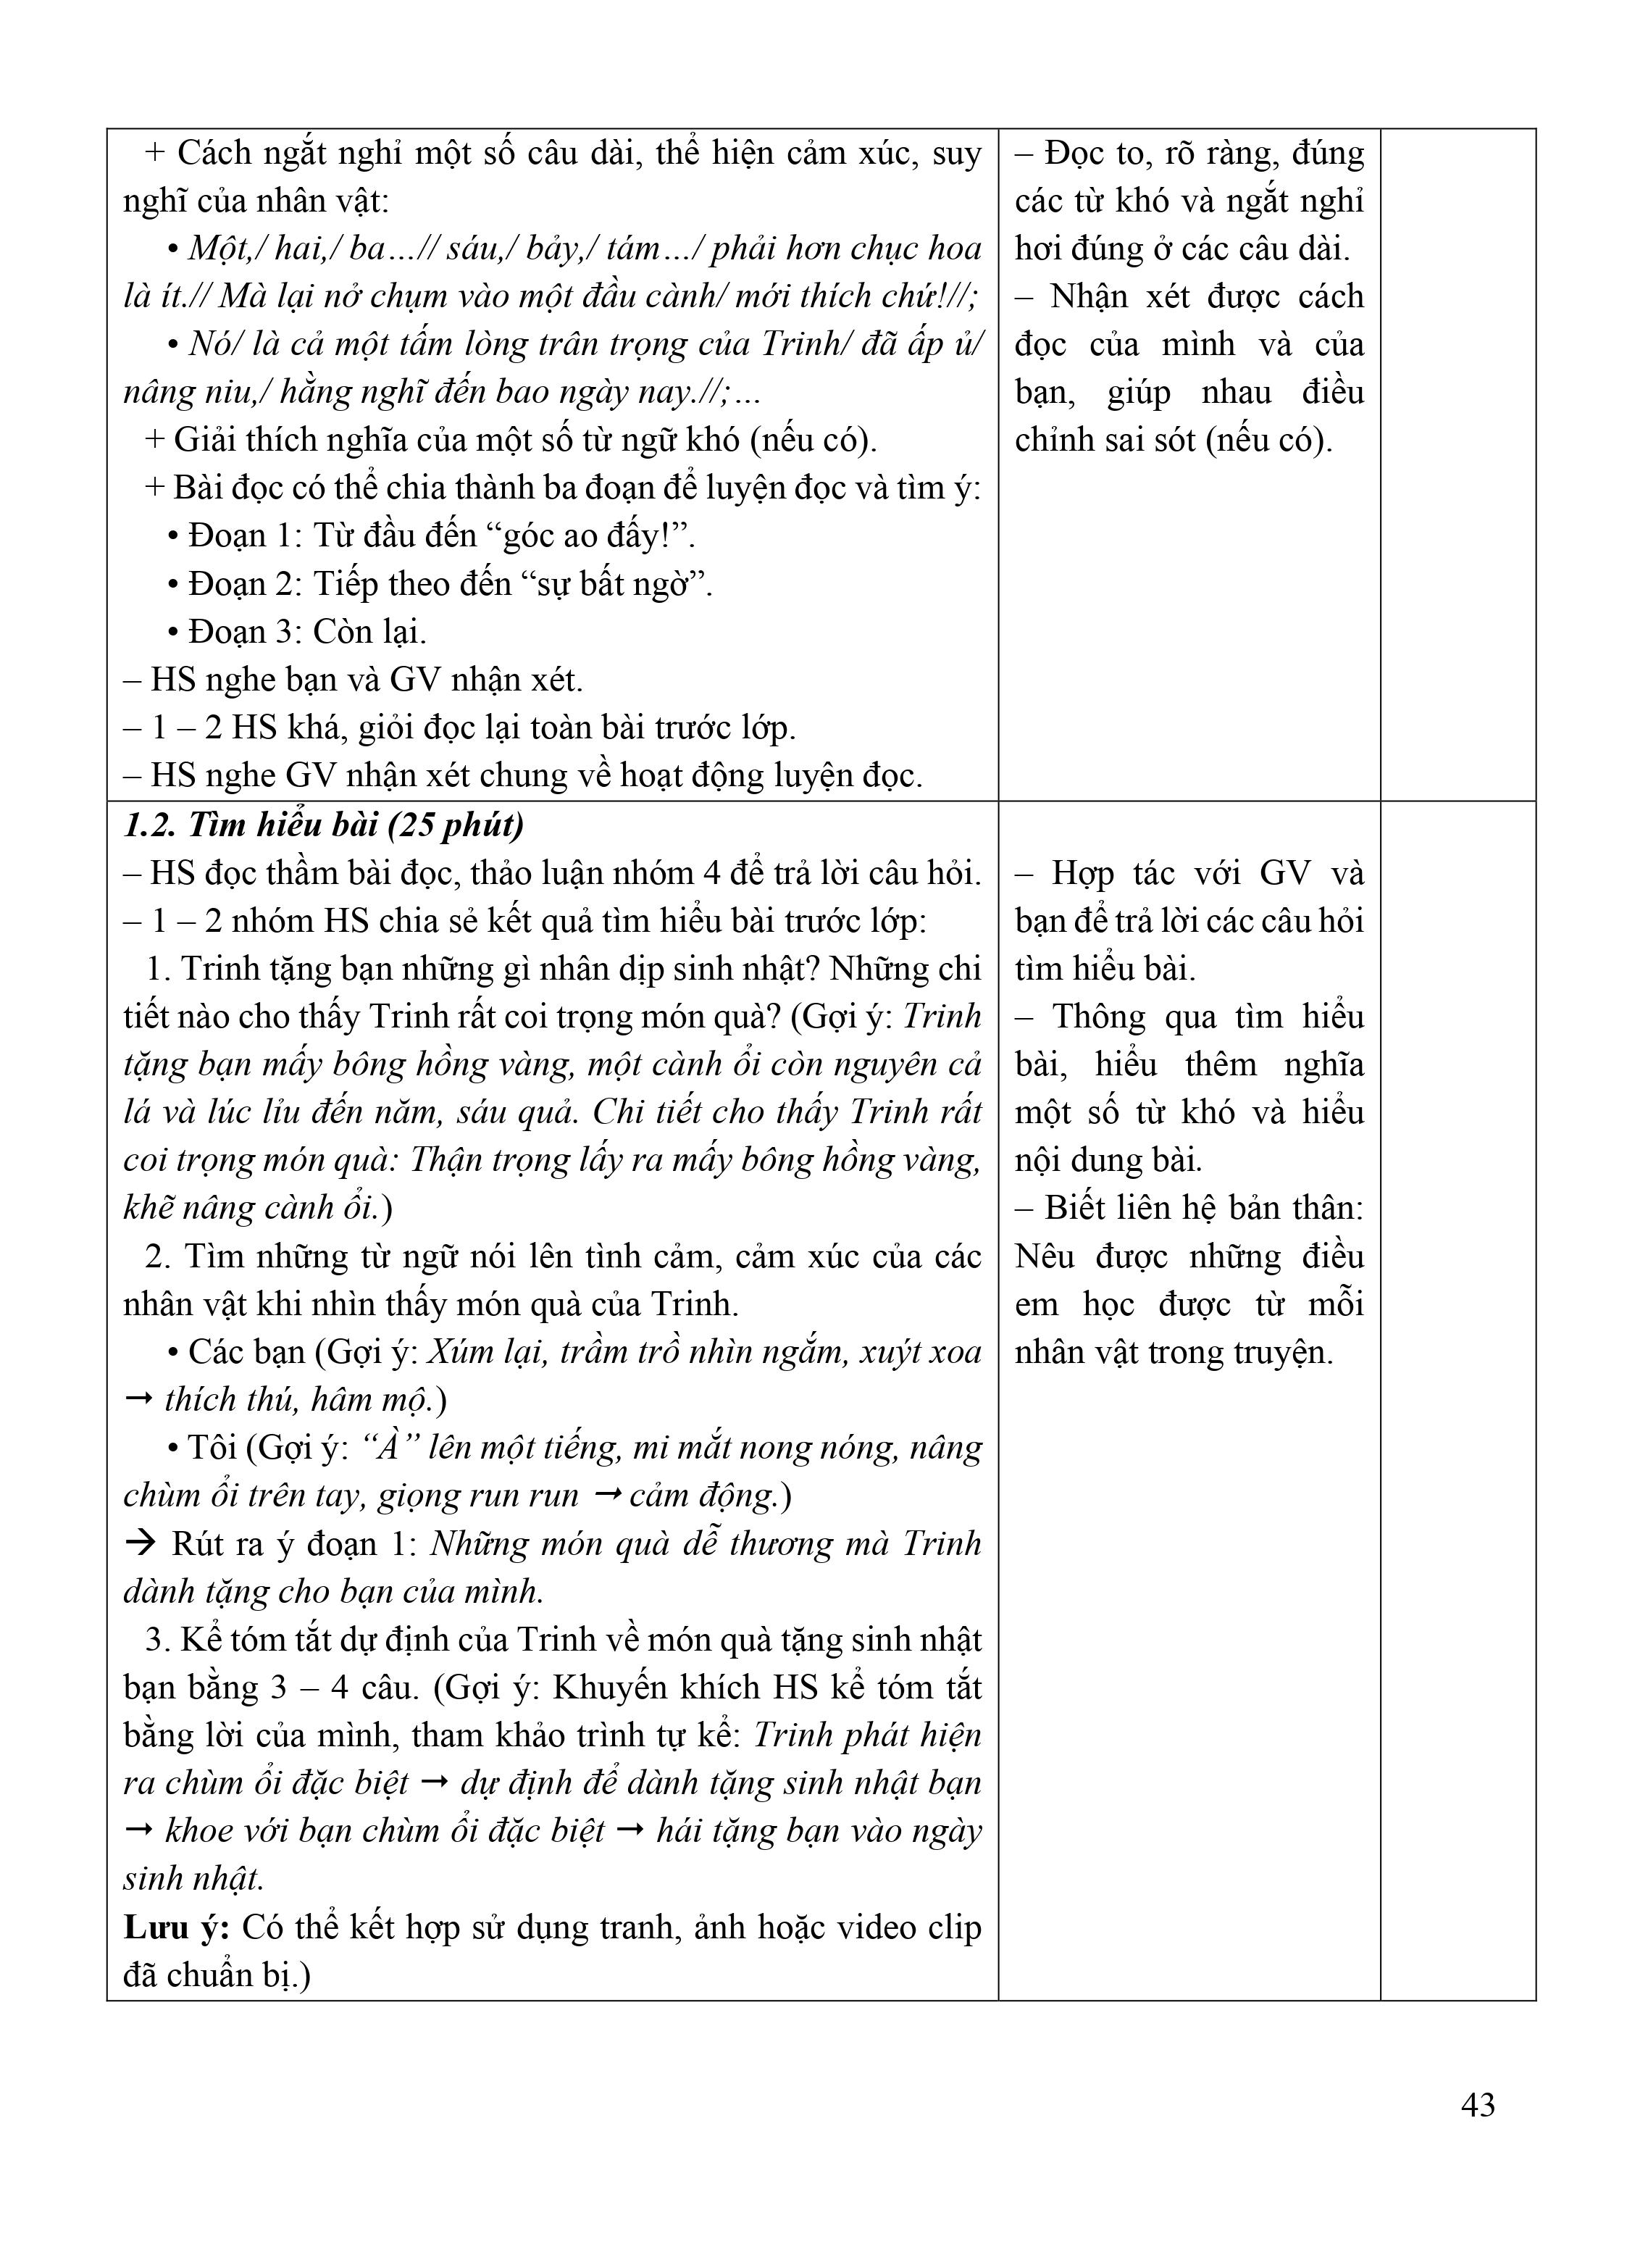 + Cách ngắt nghỉ một số câu dài, thể hiện cảm xúc, suy
nghĩ của nhân vật:
• Một,/ hai,/ ba…// sáu,/ bảy,/ tám…/ phải hơn chục hoa
là ít.// Mà lại nở chụm vào một đầu cành/ mới thích chứ!//;
• Nó/ là cả một tấm lòng trân trọng của Trinh/ đã ấp ủ/
nâng niu,/ hằng nghĩ đến bao ngày nay.//;…
+ Giải thích nghĩa của một số từ ngữ khó (nếu có).
+ Bài đọc có thể chia thành ba đoạn để luyện đọc và tìm ý:
• Đoạn 1: Từ đầu đến “góc ao đấy!”.
• Đoạn 2: Tiếp theo đến “sự bất ngờ”.
• Đoạn 3: Còn lại.
– HS nghe bạn và GV nhận xét.
– 1 – 2 HS khá, giỏi đọc lại toàn bài trước lớp.
– HS nghe GV nhận xét chung về hoạt động luyện đọc.
– Đọc to, rõ ràng, đúng
các từ khó và ngắt nghỉ
hơi đúng ở các câu dài.
– Nhận xét được cách
đọc của mình và của
bạn, giúp nhau điều
chỉnh sai sót (nếu có).
1.2. Tìm hiểu bài (25 phút)
– HS đọc thầm bài đọc, thảo luận nhóm 4 để trả lời câu hỏi.
– 1 – 2 nhóm HS chia sẻ kết quả tìm hiểu bài trước lớp:
1. Trinh tặng bạn những gì nhân dịp sinh nhật? Những chi
tiết nào cho thấy Trinh rất coi trọng món quà? (Gợi ý: Trinh
tặng bạn mấy bông hồng vàng, một cành ổi còn nguyên cả
lá và lúc lỉu đến năm, sáu quả. Chi tiết cho thấy Trinh rất
coi trọng món quà: Thận trọng lấy ra mấy bông hồng vàng,
khẽ nâng cành ổi.)
2. Tìm những từ ngữ nói lên tình cảm, cảm xúc của các
nhân vật khi nhìn thấy món quà của Trinh.
• Các bạn (Gợi ý: Xúm lại, trầm trồ nhìn ngắm, xuýt xoa
→ thích thú, hâm mộ.)
• Tôi (Gợi ý: “À” lên một tiếng, mi mắt nong nóng, nâng
chùm ổi trên tay, giọng run run → cảm động.)
→ Rút ra ý đoạn 1: Những món quà dễ thương mà Trinh
dành tặng cho bạn của mình.
3. Kể tóm tắt dự định của Trinh về món quà tặng sinh nhật
bạn bằng 3 – 4 câu. (Gợi ý: Khuyến khích HS kể tóm tắt
bằng lời của mình, tham khảo trình tự kể: Trinh phát hiện
ra chùm ổi đặc biệt → dự định để dành tặng sinh nhật bạn
→ khoe với bạn chùm ổi đặc biệt → hái tặng bạn vào ngày
sinh nhật.
Lưu ý: Có thể kết hợp sử dụng tranh, ảnh hoặc video clip
đã chuẩn bị.)
– Hợp tác với GV và
bạn để trả lời các câu hỏi
tìm hiểu bài.
– Thông qua tìm hiểu
bài, hiểu thêm nghĩa
một số từ khó và hiểu
nội dung bài.
– Biết liên hệ bản thân:
Nêu được những điều
em học được từ mỗi
nhân vật trong truyện.
43